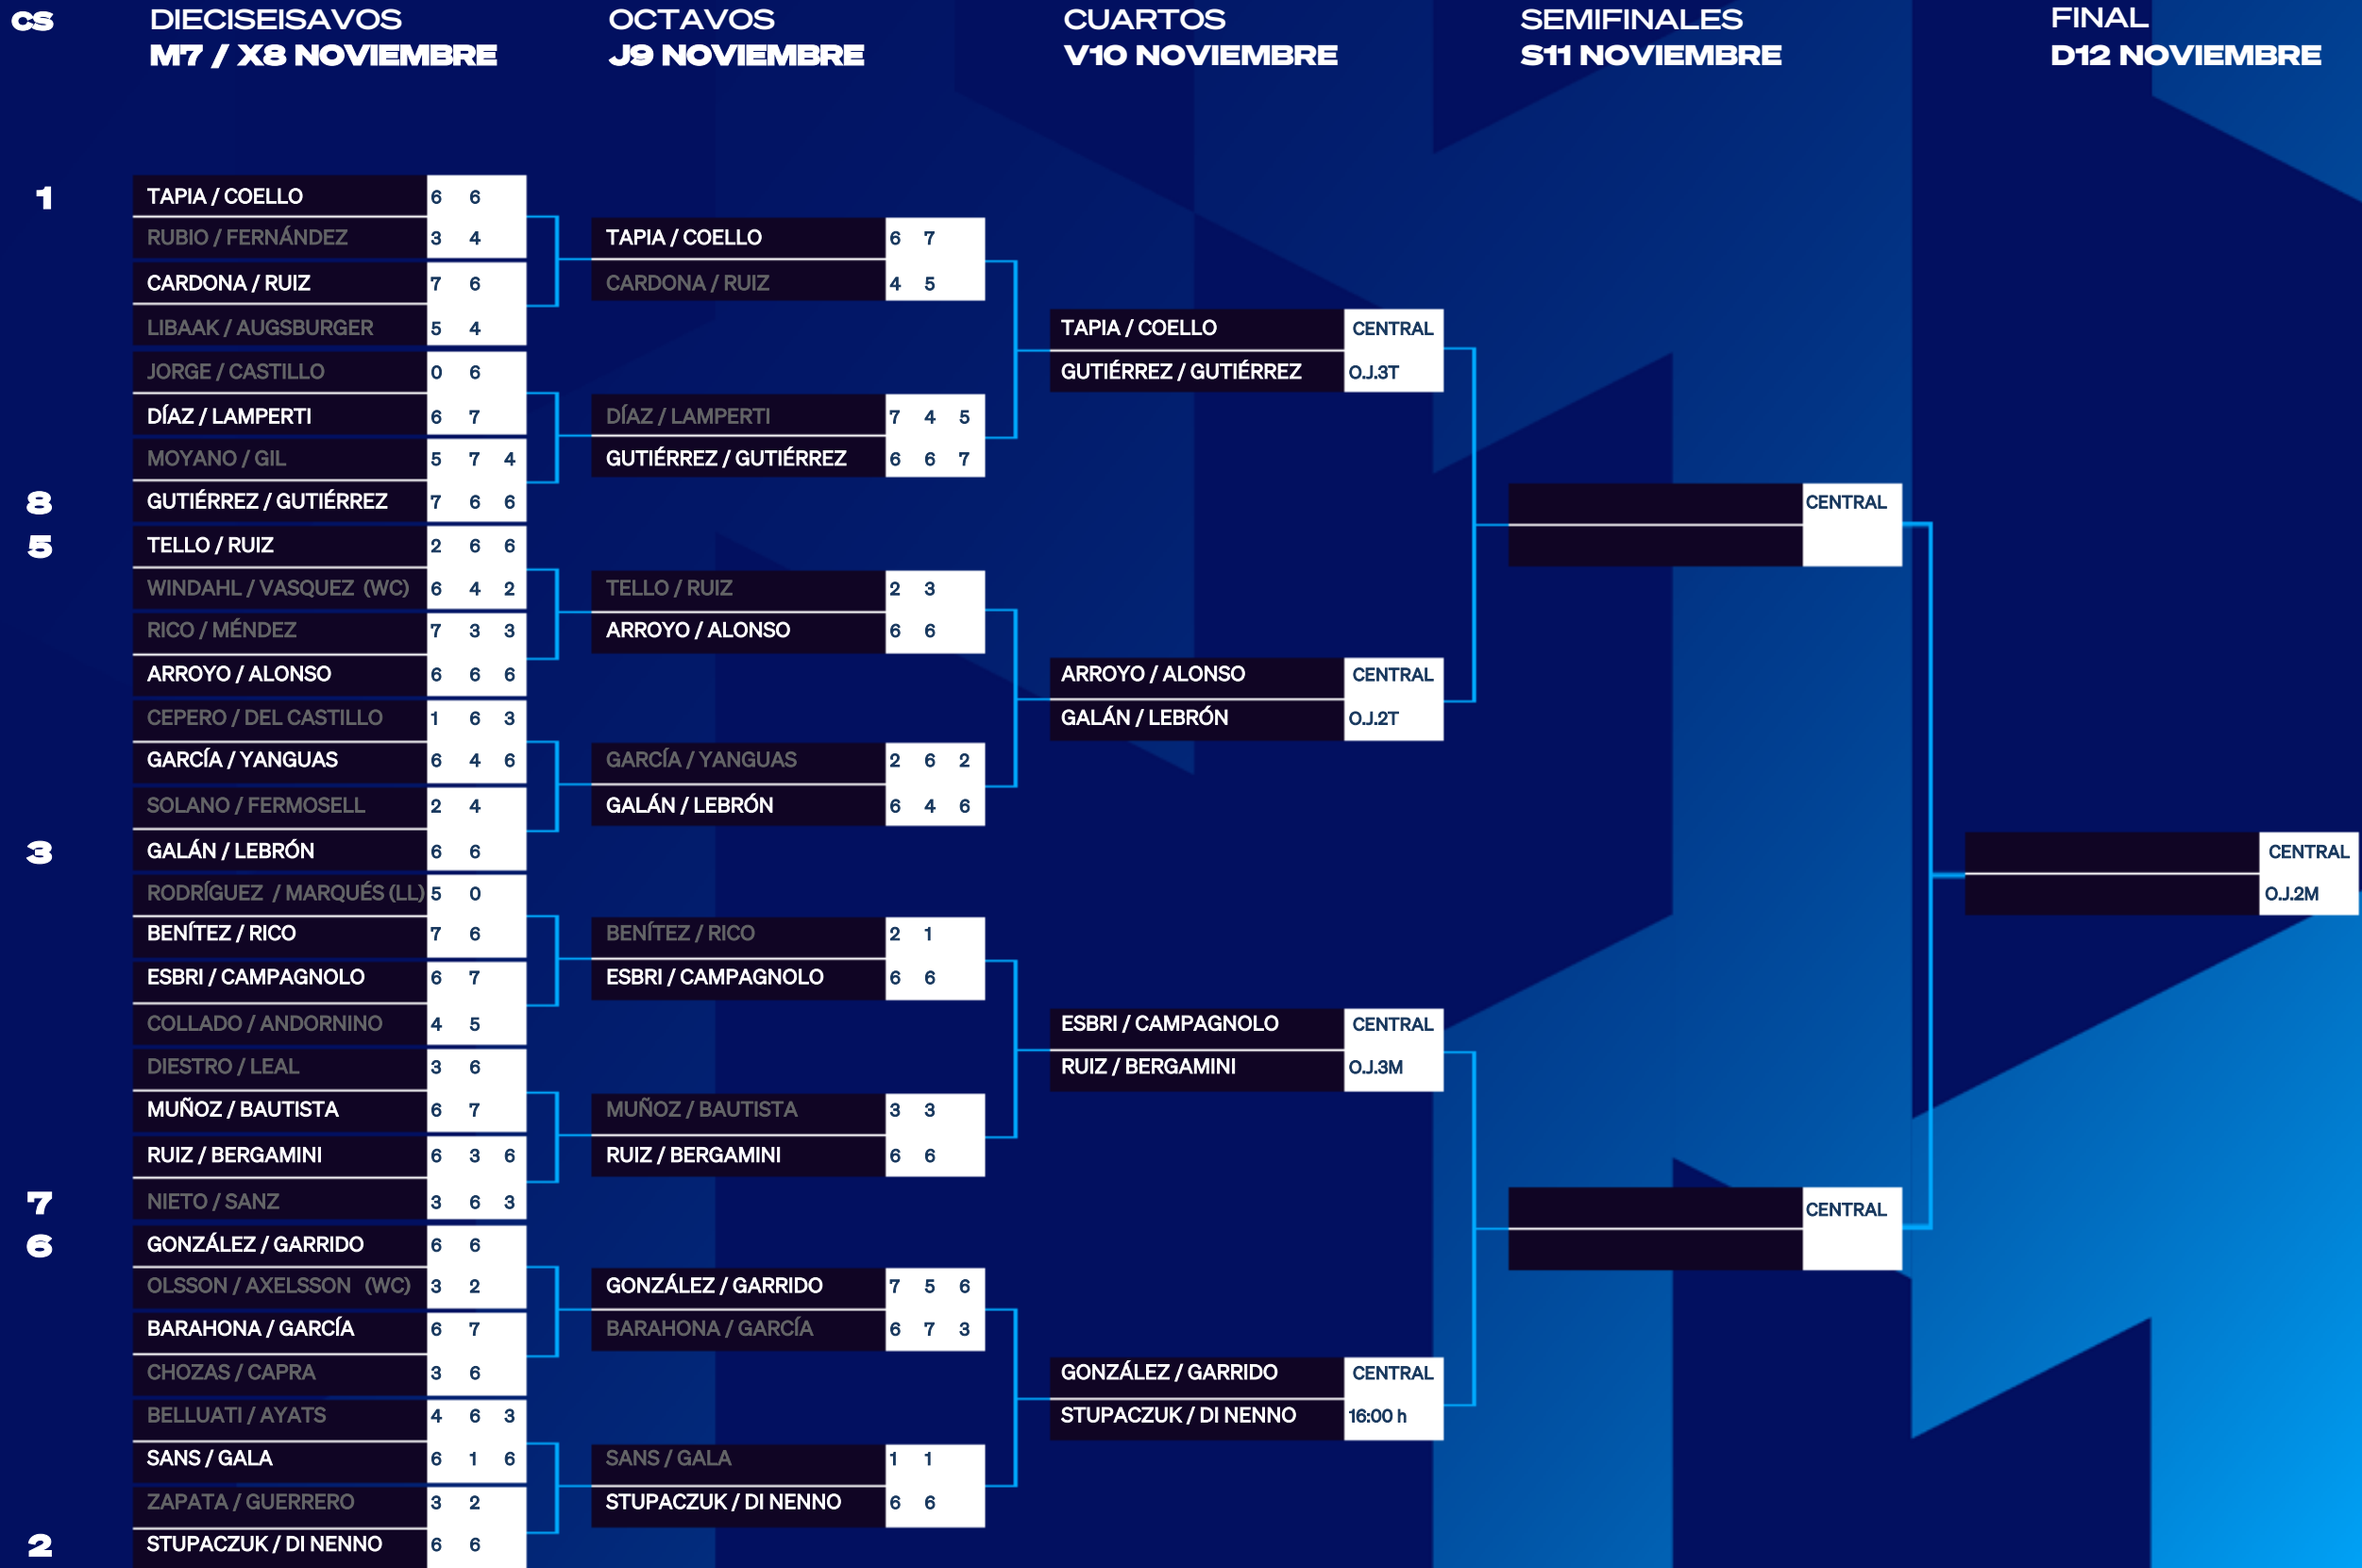 CS
DIECISEISAVOS
M7 / X8 NOVIEMBRE
OCTAVOS
J9 NOVIEMBRE
CUARTOS
V10 NOVIEMBRE
SEMIFINALES
S11 NOVIEMBRE
FINAL
D12 NOVIEMBRE
1 TAPIA / COELLO 6 6
RUBIO / FERNÁNDEZ 3 4
CARDONA / RUIZ 7 6
LIBAAK / AUGSBURGER 5 4
JORGE / CASTILLO 0 6
DÍAZ / LAMPERTI 6 7
MOYANO / GIL 5 7 4
8 GUTIÉRREZ / GUTIÉRREZ 7 6 6
5 TELLO / RUIZ 2 6 6
WINDAHL / VASQUEZ (WC) 6 4 2
RICO / MÉNDEZ 7 3 3
ARROYO / ALONSO 6 6 6
CEPERO / DEL CASTILLO 1 6 3
GARCÍA / YANGUAS 6 4 6
SOLANO / FERMOSELL 2 4
3 GALÁN / LEBRÓN 6 6
RODRÍGUEZ / MARQUÉS (LL) 5 0
BENÍTEZ / RICO 7 6
ESBRI / CAMPAGNOLO 6 7
COLLADO / ANDORNINO 4 5
DIESTRO / LEAL 3 6
MUÑOZ / BAUTISTA 6 7
RUIZ / BERGAMINI 6 3 6
7 NIETO / SANZ 3 6 3
6 GONZÁLEZ / GARRIDO 6 6
OLSSON / AXELSSON (WC) 3 2
BARAHONA / GARCÍA 6 7
CHOZAS / CAPRA 3 6
BELLUATI / AYATS 4 6 3
SANS / GALA 6 1 6
ZAPATA / GUERRERO 3 2
2 STUPACZUK / DI NENNO 6 6
TAPIA / COELLO 6 7
CARDONA / RUIZ 4 5
DÍAZ / LAMPERTI 7 4 5
GUTIÉRREZ / GUTIÉRREZ 6 6 7
TELLO / RUIZ 2 3
ARROYO / ALONSO 6 6
GARCÍA / YANGUAS 2 6 2
GALÁN / LEBRÓN 6 4 6
BENÍTEZ / RICO 2 1
ESBRI / CAMPAGNOLO 6 6
MUÑOZ / BAUTISTA 3 3
RUIZ / BERGAMINI 6 6
GONZÁLEZ / GARRIDO 7 5 6
BARAHONA / GARCÍA 6 7 3
SANS / GALA 1 1
STUPACZUK / DI NENNO 6 6
TAPIA / COELLO CENTRAL
GUTIÉRREZ / GUTIÉRREZ O.J.3T
ARROYO / ALONSO CENTRAL
GALÁN / LEBRÓN O.J.2T
ESBRI / CAMPAGNOLO CENTRAL
RUIZ / BERGAMINI O.J.3M
GONZÁLEZ / GARRIDO CENTRAL
STUPACZUK / DI NENNO 16:00 h
CENTRAL
CENTRAL
CENTRAL
O.J.2M